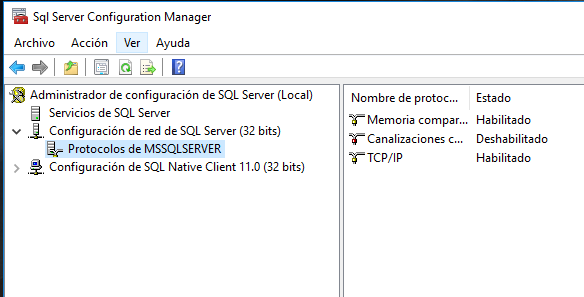 Sql Server Configuration Manager
Archivo Acción Ver Ayuda
Administrador de configuración de SQL Server (Local)
Servicios de SQL Server
Configuración de red de SQL Server (32 bits)
Protocolos de MSSQLSERVER
Configuración de SQL Native Client 11.0 (32 bits)
Nombre de protoc... Estado
Memoria compar... Habilitado
Canalizaciones c... Deshabilitado
TCP/IP Habilitado